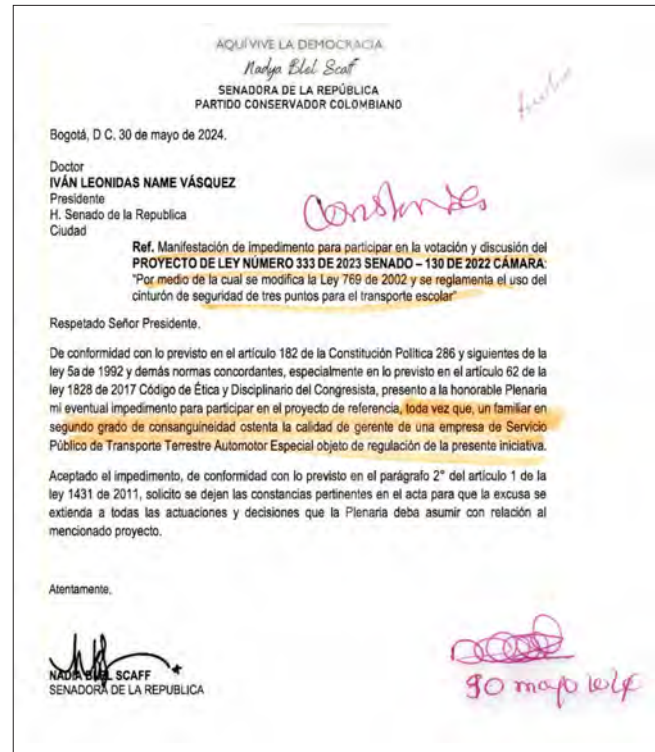 AQUÍ VIVE LA DEMOCRACIA
Nadya Blel Scaf
SENADORA DE LA REPÚBLICA
PARTIDO CONSERVADOR COLOMBIANO
Bogotá, D C. 30 de mayo de 2024.
Doctor
IVÁN LEONIDAS NAME VÁSQUEZ
Presidente
H. Senado de la Republica
Ciudad
Ref. Manifestación de impedimento para participar en la votación y discusión del
PROYECTO DE LEY NÚMERO 333 DE 2023 SENADO – 130 DE 2022 CÁMARA:
"Por medio de la cual se modifica la Ley 769 de 2002 y se reglamenta el uso del
cinturón de seguridad de tres puntos para el transporte escolar"
Respetado Señor Presidente.
De conformidad con lo previsto en el artículo 182 de la Constitución Política 286 y siguientes de la
ley 5a de 1992 y demás normas concordantes, especialmente en lo previsto en el artículo 62 de la
ley 1828 de 2017 Código de Ética y Disciplinario del Congresista, presento a la honorable Plenaria
mi eventual impedimento para participar en el proyecto de referencia, toda vez que, un familiar en
segundo grado de consanguineidad ostenta la calidad de gerente de una empresa de Servicio
Público de Transporte Terrestre Automotor Especial objeto de regulación de la presente iniciativa.
Aceptado el impedimento, de conformidad con lo previsto en el parágrafo 2° del artículo 1 de la
ley 1431 de 2011, solicito se dejen las constancias pertinentes en el acta para que la excusa se
extienda a todas las actuaciones y decisiones que la Plenaria deba asumir con relación al
mencionado proyecto.
Atentamente,
NADIA BLEL SCAFF
SENADORA DE LA REPUBLICA